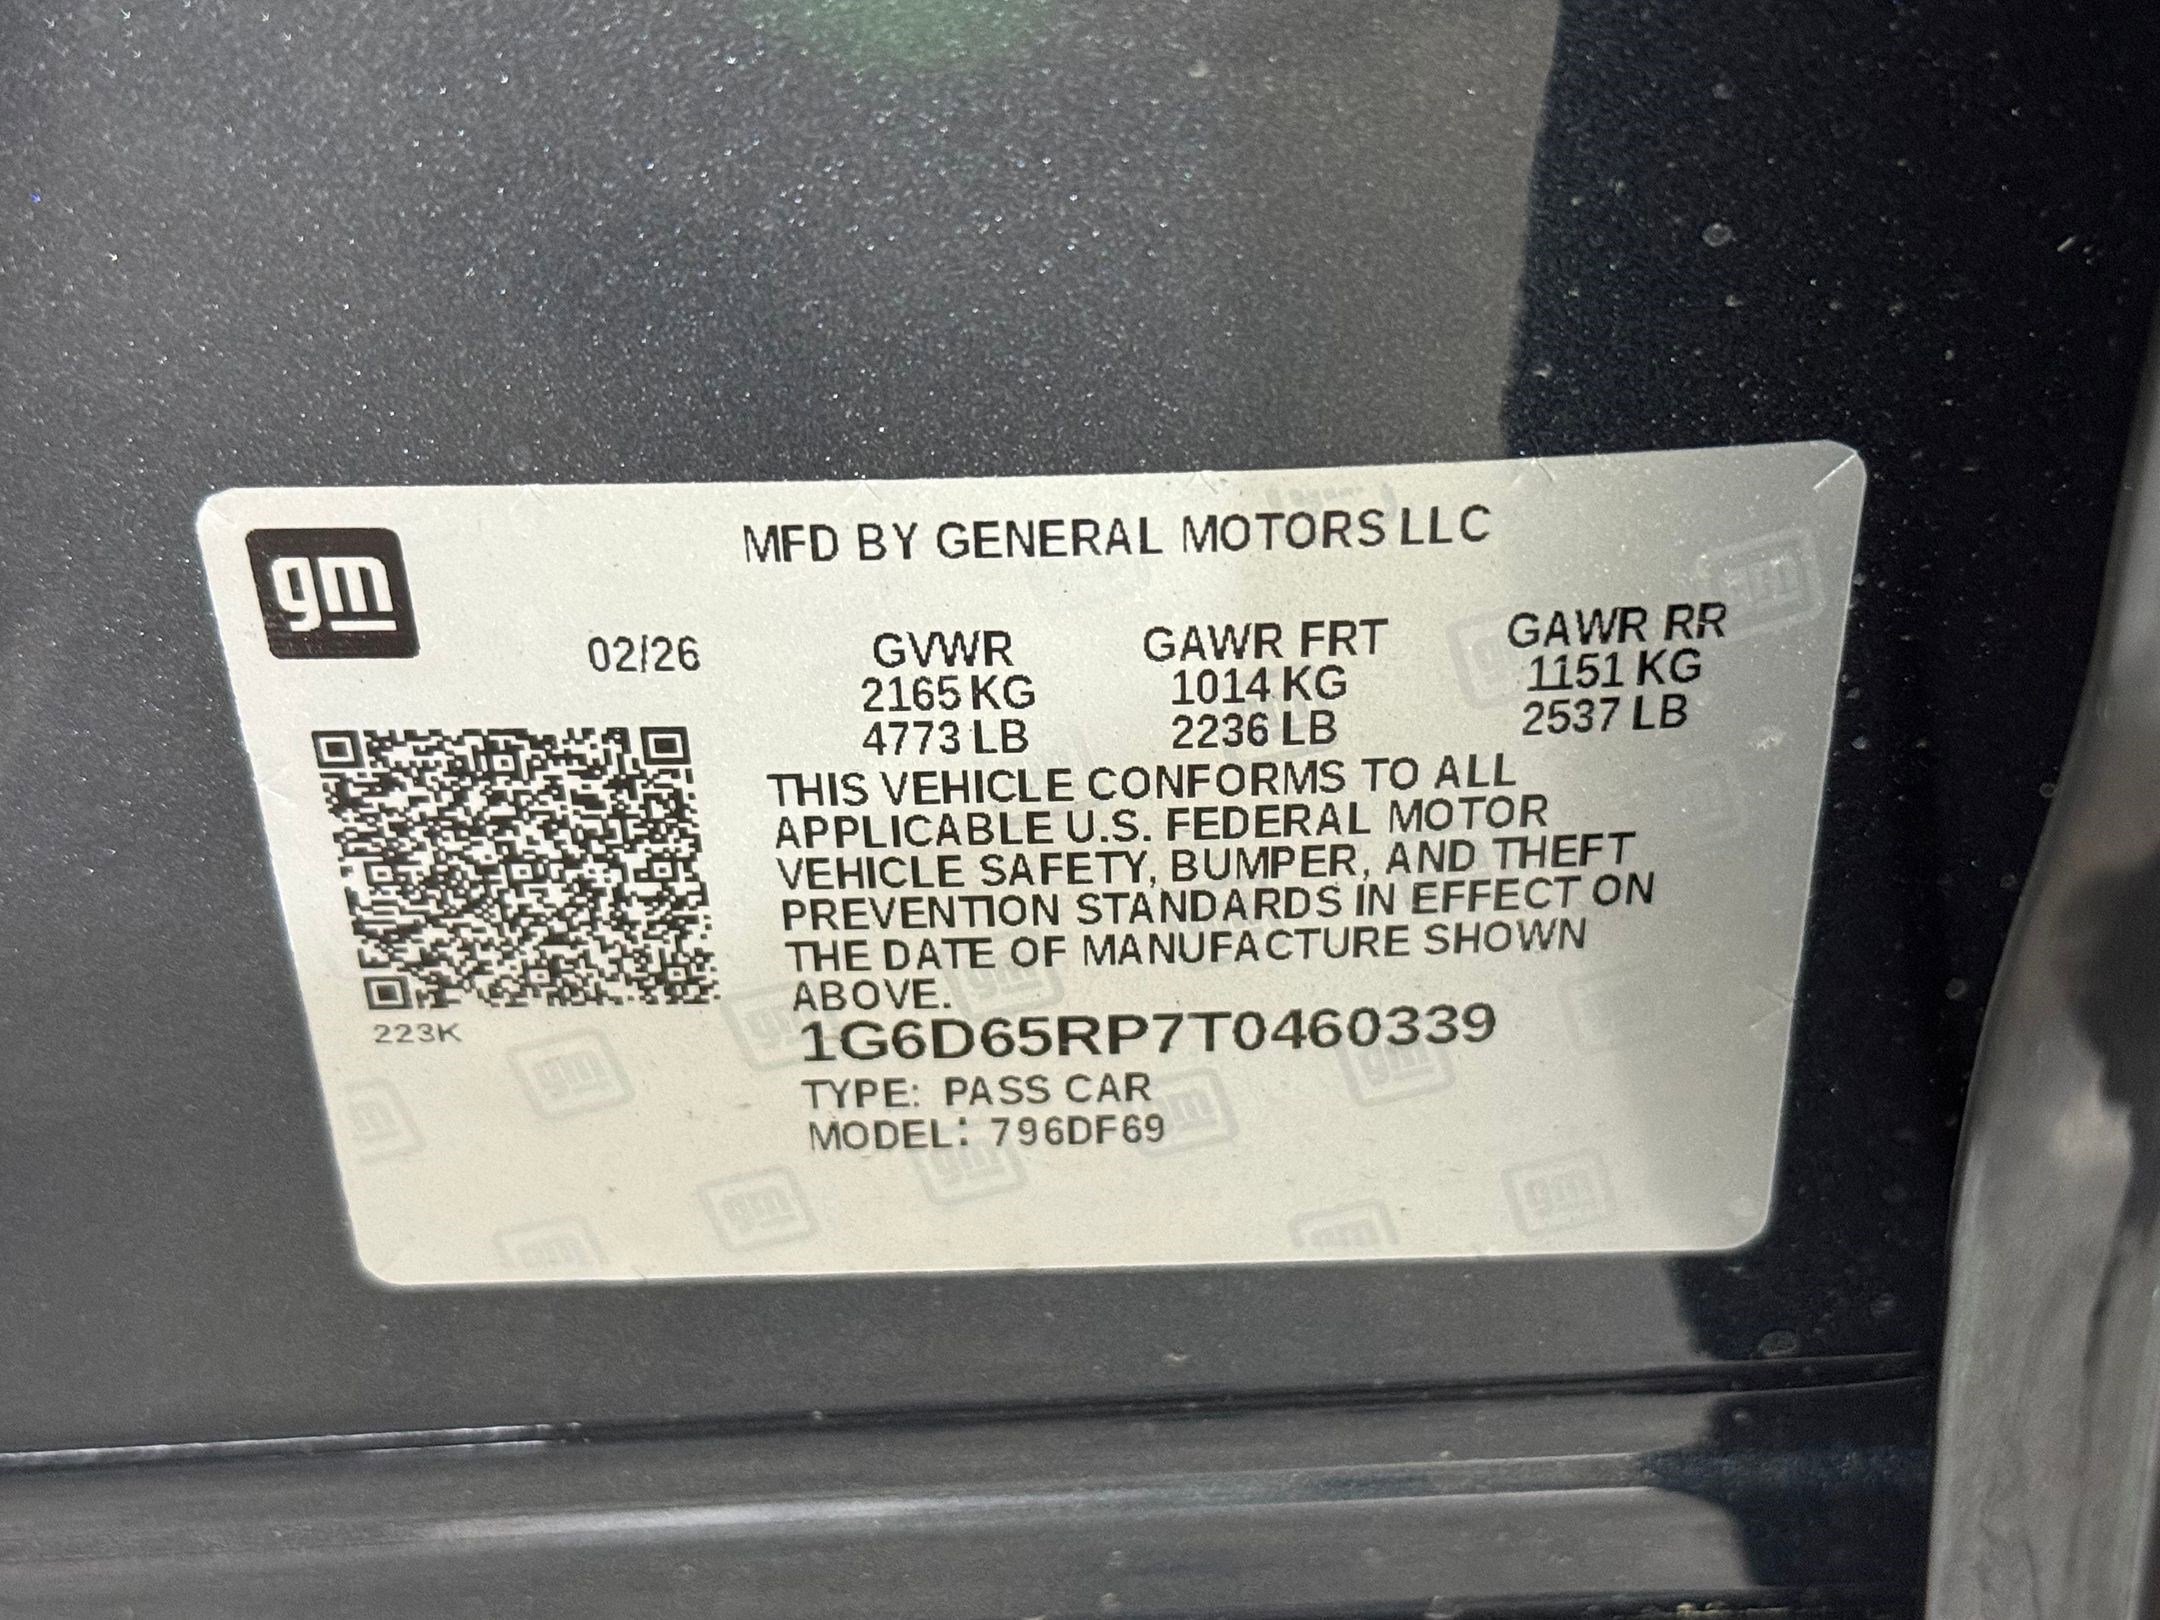 gm
MFD BY GENERAL MOTORS LLC
02/26
GVWR
2165 KG
4773 LB
GAWR FRT
1014 KG
2236 LB
GAWR RR
1151 KG
2537 LB
THIS VEHICLE CONFORMS TO ALL
APPLICABLE U.S. FEDERAL MOTOR
VEHICLE SAFETY, BUMPER, AND THEFT
PREVENTION STANDARDS IN EFFECT ON
THE DATE OF MANUFACTURE SHOWN
ABOVE.
223K
1G6D65RP7T0460339
TYPE: PASS CAR
MODEL: 796DF69